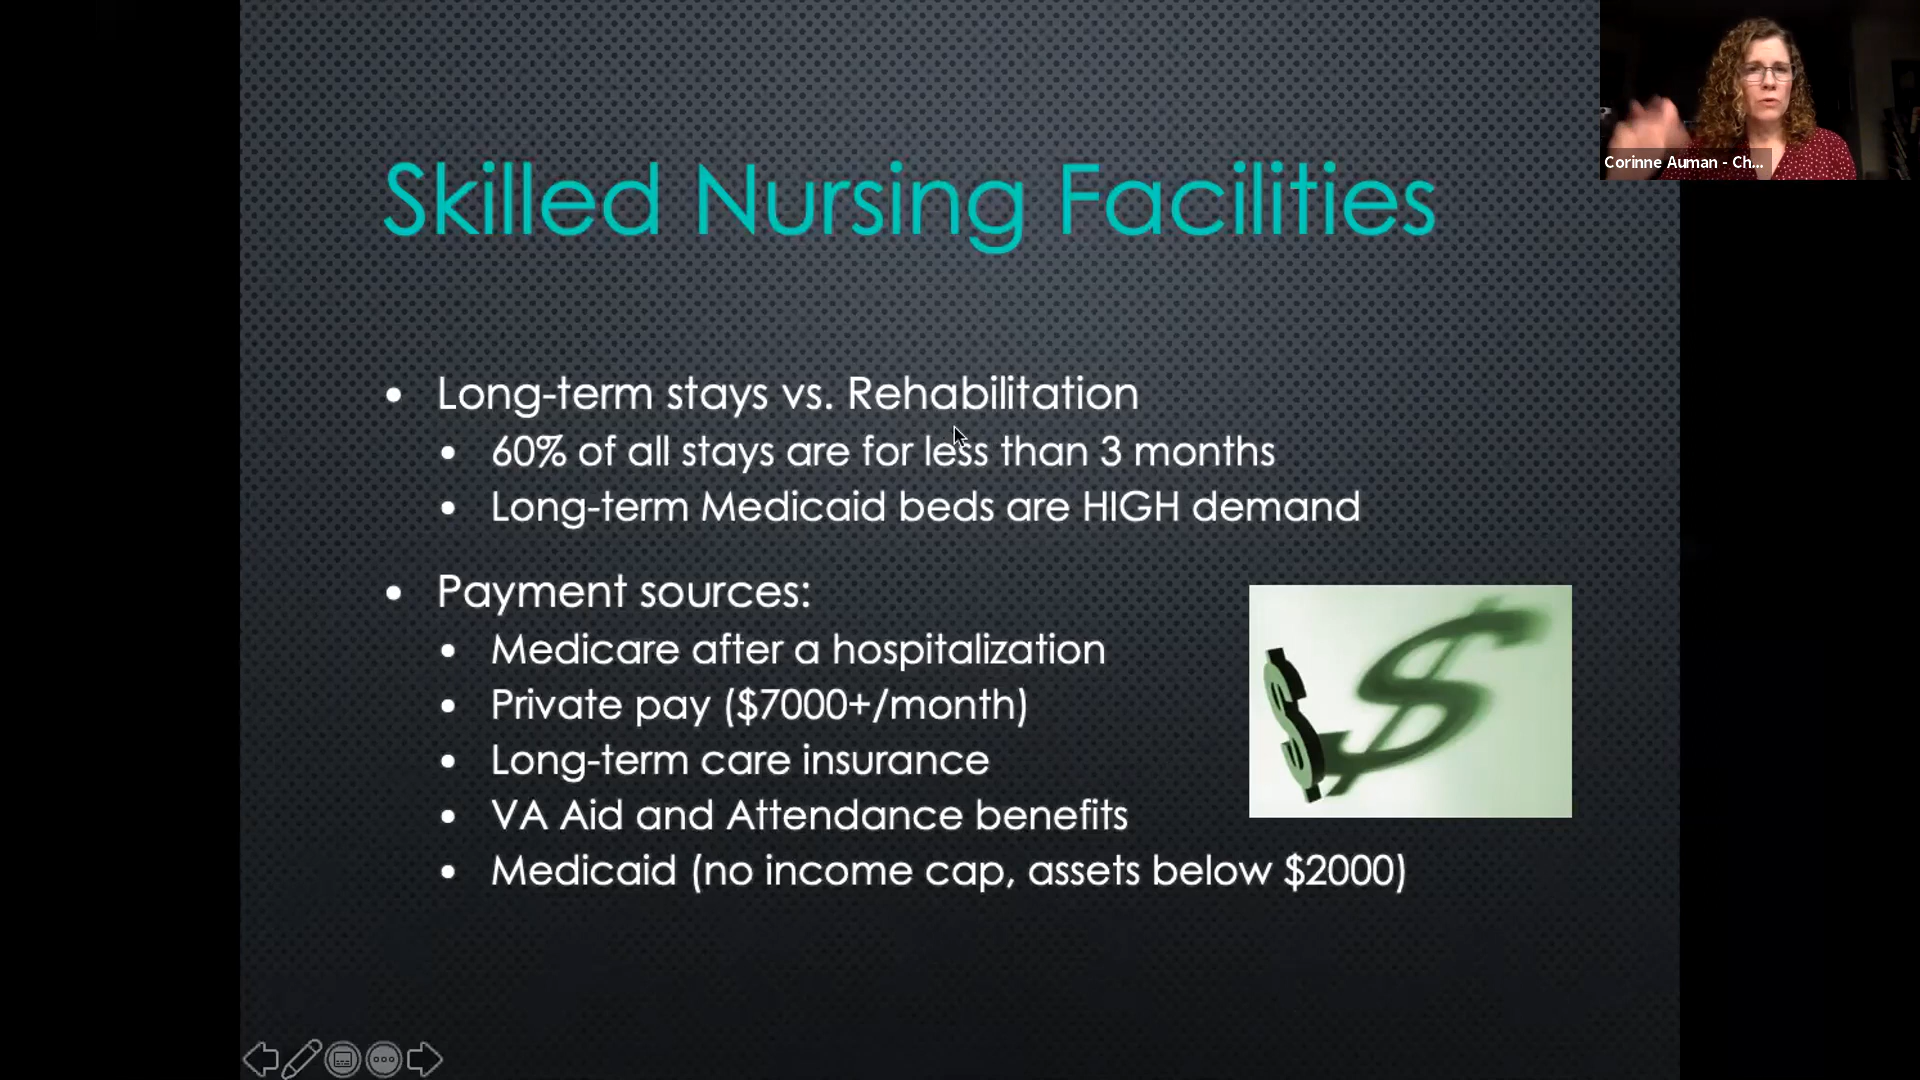 Skilled Nursing Facilities
Corinne Auman - Ch...
• Long-term stays vs. Rehabilitation
• 60% of all stays are for less than 3 months
• Long-term Medicaid beds are HIGH demand
• Payment sources:
• Medicare after a hospitalization
• Private pay ($7000+/month)
• Long-term care insurance
• VA Aid and Attendance benefits
• Medicaid (no income cap, assets below $2000)
$ $